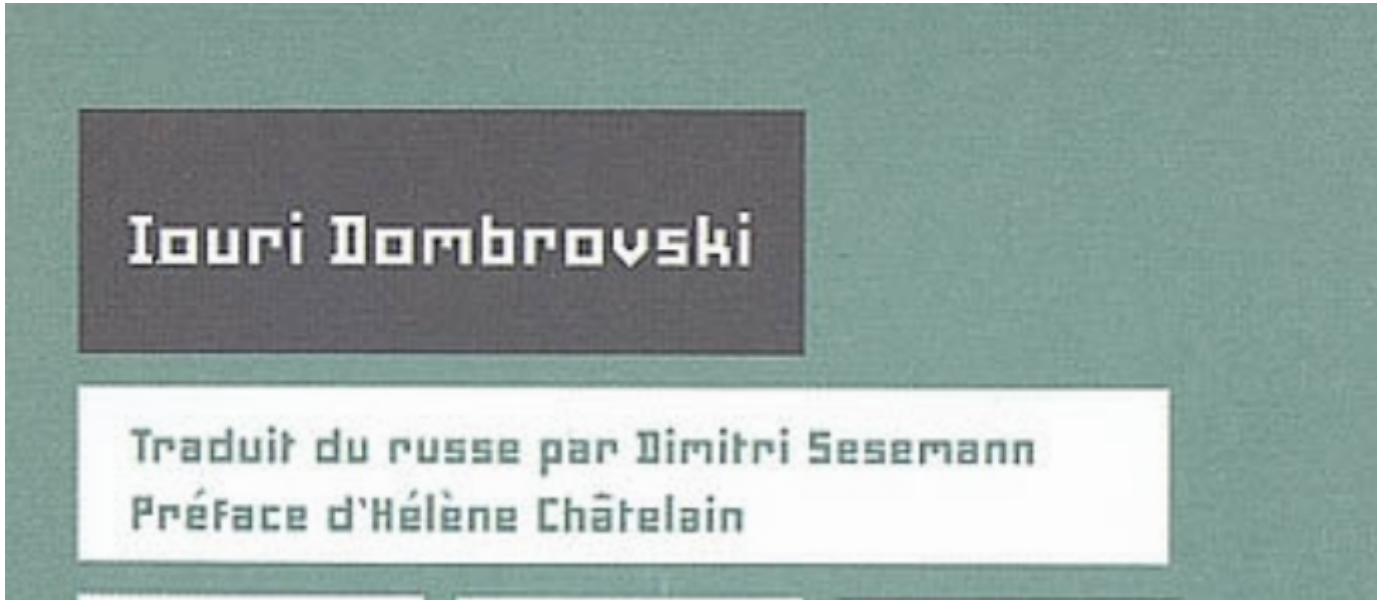 Iouri Dombrovski
Traduit du russe par Dimitri Sesemann
Préface d'Hélène Châtelain